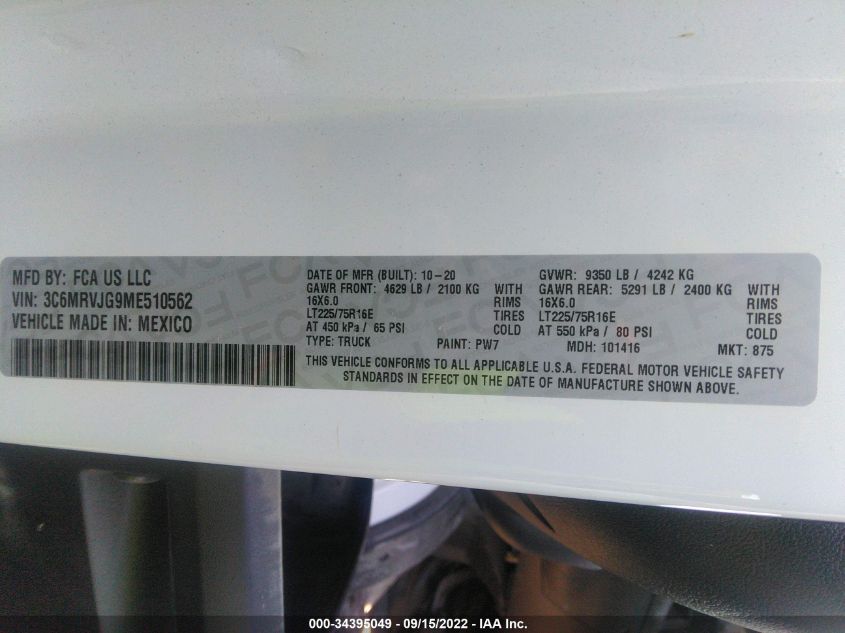 MFD BY: FCA US LLC
VIN: 3C6MRVJG9ME510562
VEHICLE MADE IN: MEXICO
DATE OF MFR (BUILT): 10-20
GAWR FRONT: 4629 LB / 2100 KG WITH
16X6.0 RIMS
LT225/75R16E TIRES
AT 450 kPa / 65 PSI COLD
TYPE: TRUCK PAINT: PW7
GVWR: 9350 LB / 4242 KG
GAWR REAR: 5291 LB / 2400 KG WITH
16X6.0 RIMS
LT225/75R16E TIRES
AT 550 kPa / 80 PSI COLD
MDH: 101416 MKT: 875
THIS VEHICLE CONFORMS TO ALL APPLICABLE U.S.A. FEDERAL MOTOR VEHICLE SAFETY
STANDARDS IN EFFECT ON THE DATE OF MANUFACTURE SHOWN ABOVE.
000-34395049 - 09/15/2022 - IAA Inc.